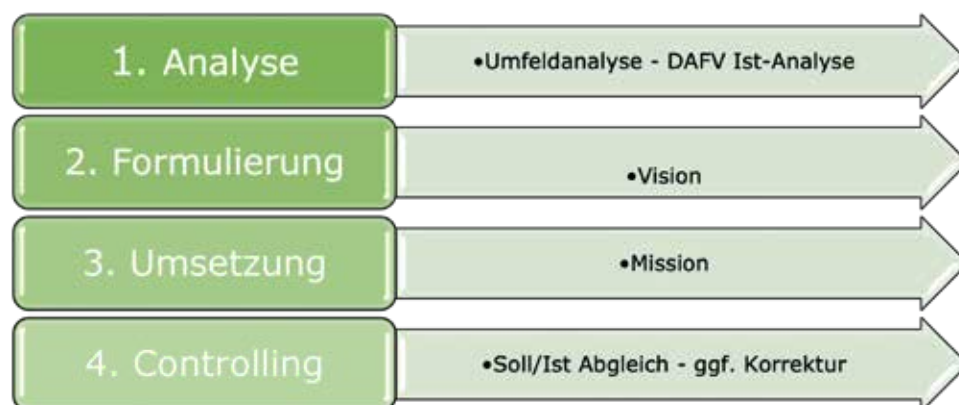 1. Analyse
•Umfeldanalyse - DAFV Ist-Analyse
2. Formulierung
•Vision
3. Umsetzung
•Mission
4. Controlling
•Soll/Ist Abgleich - ggf. Korrektur